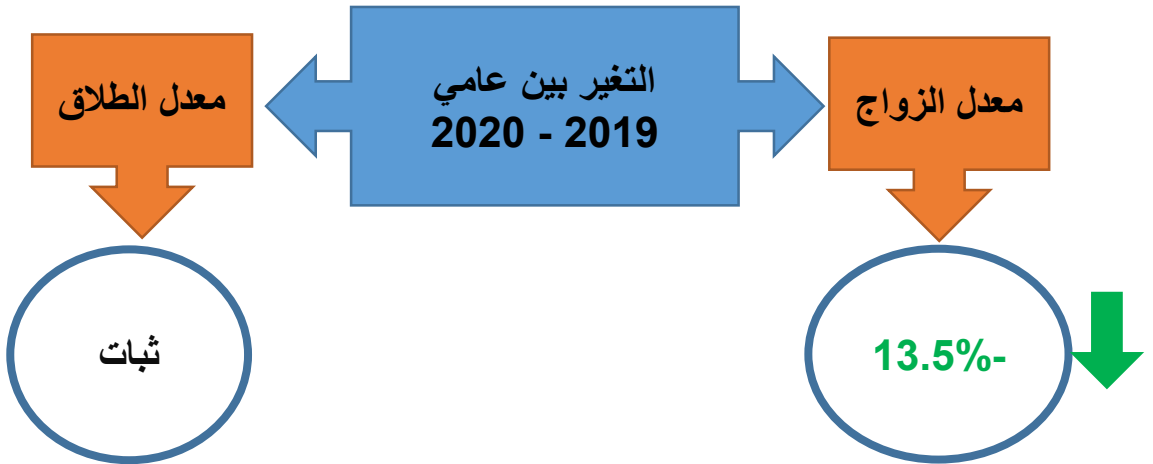 التغير بين عامي
2019 - 2020
معدل الزواج
معدل الطلاق
-13.5%
ثبات